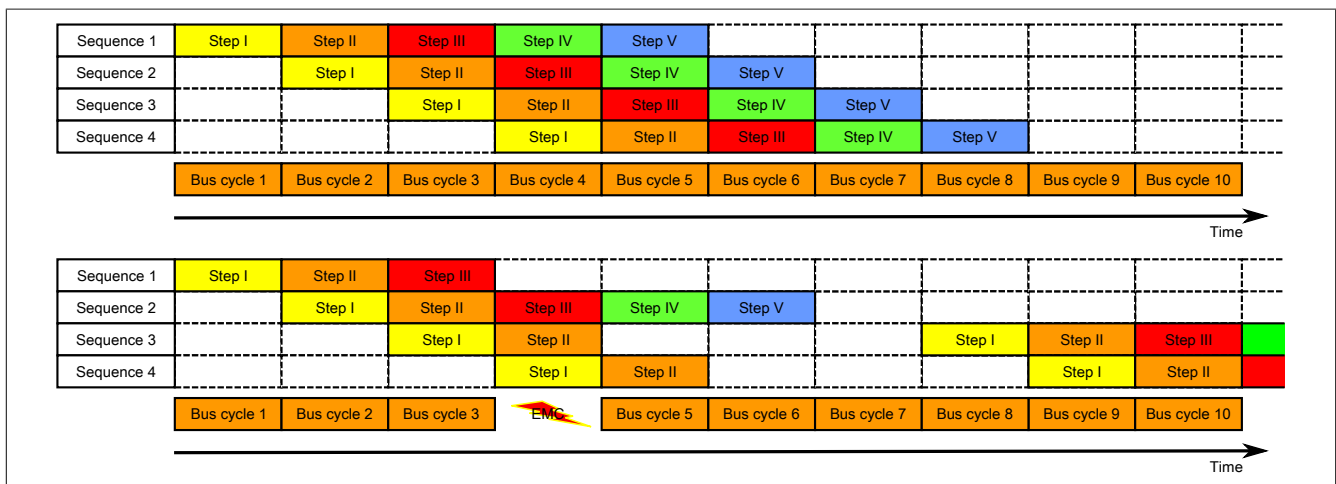 Sequence 1 Step I Step II Step III Step IV Step V
Sequence 2 Step I Step II Step III Step IV Step V
Sequence 3 Step I Step II Step III Step IV Step V
Sequence 4 Step I Step II Step III Step IV Step V
Bus cycle 1 Bus cycle 2 Bus cycle 3 Bus cycle 4 Bus cycle 5 Bus cycle 6 Bus cycle 7 Bus cycle 8 Bus cycle 9 Bus cycle 10
Time
Sequence 1 Step I Step II Step III
Sequence 2 Step I Step II Step III Step IV Step V
Sequence 3 Step I Step II Step I Step II Step III
Sequence 4 Step I Step II Step I Step II
Bus cycle 1 Bus cycle 2 Bus cycle 3 EMC Bus cycle 5 Bus cycle 6 Bus cycle 7 Bus cycle 8 Bus cycle 9 Bus cycle 10
Time